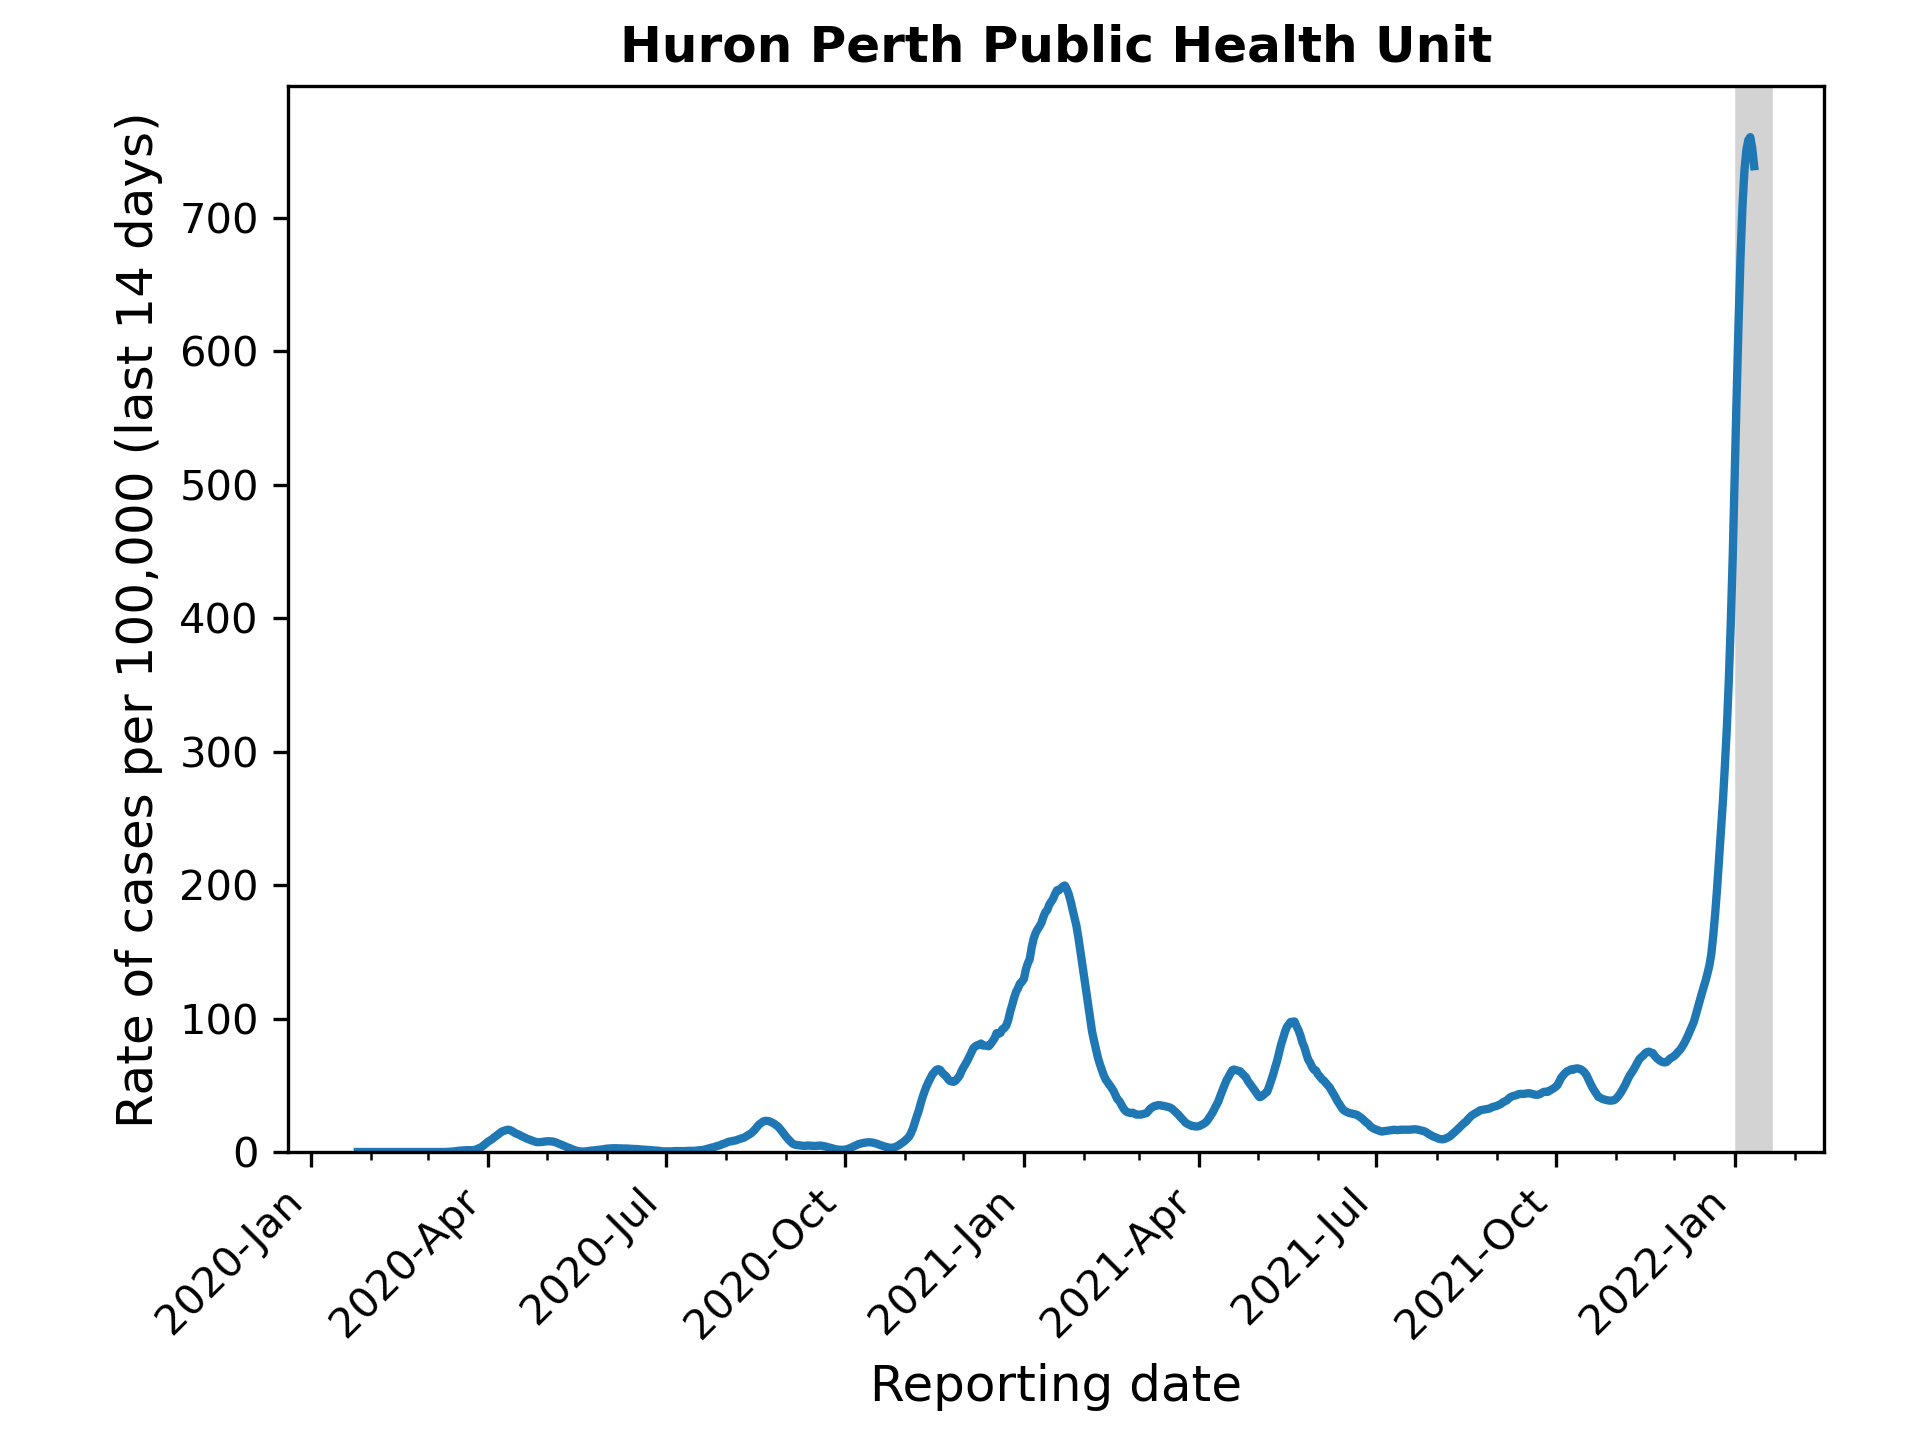 Huron Perth Public Health Unit
Rate of cases per 100,000 (last 14 days)
700
600
500
400
300
200
100
0
2020-Jan
2020-Apr
2020-Jul
2020-Oct
2021-Jan
2021-Apr
2021-Jul
2021-Oct
2022-Jan
Reporting date